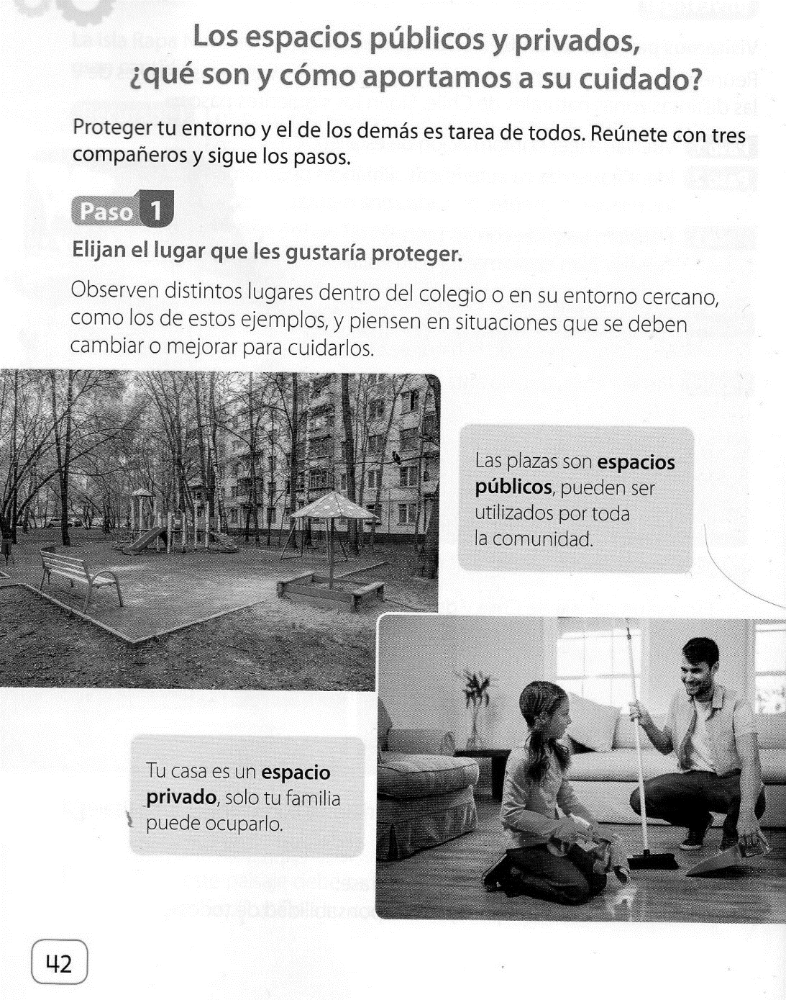 Los espacios públicos y privados,
¿qué son y cómo aportamos a su cuidado?
Proteger tu entorno y el de los demás es tarea de todos. Reúnete con tres
compañeros y sigue los pasos.
Paso 1
Elijan el lugar que les gustaría proteger.
Observen distintos lugares dentro del colegio o en su entorno cercano,
como los de estos ejemplos, y piensen en situaciones que se deben
cambiar o mejorar para cuidarlos.
Las plazas son espacios
públicos, pueden ser
utilizados por toda
la comunidad.
Tu casa es un espacio
privado, solo tu familia
puede ocuparlo.
42